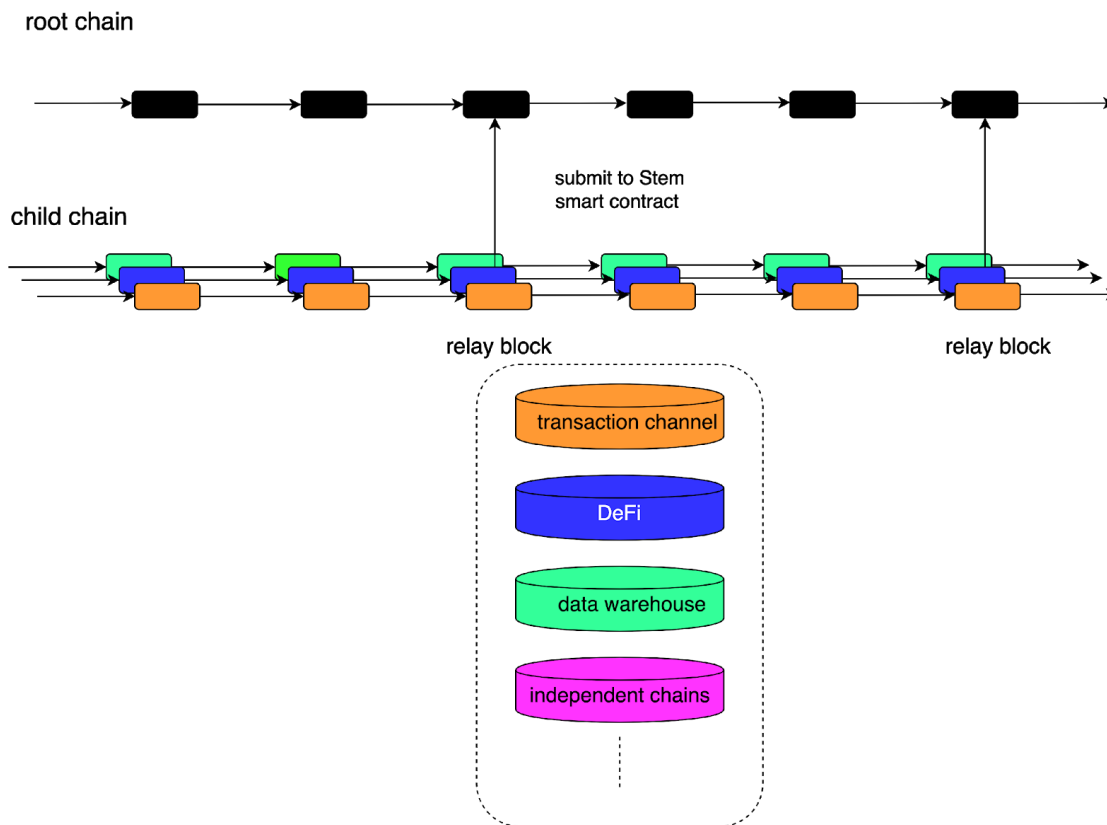 root chain
submit to Stem
smart contract
child chain
relay block
relay block
transaction channel
DeFi
data warehouse
independent chains